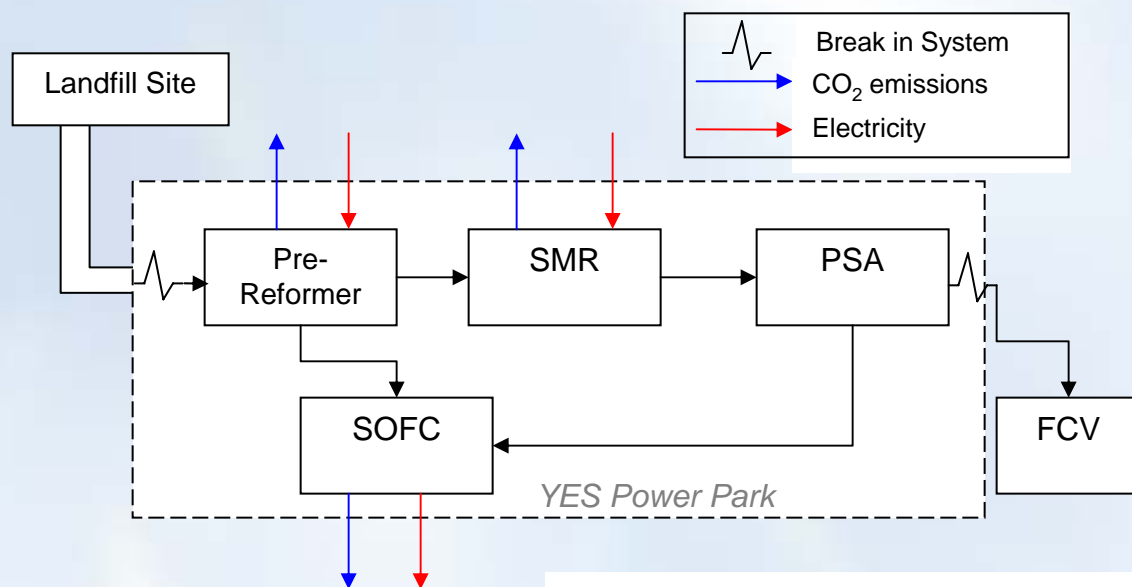 Break in System
CO₂ emissions
Electricity
Landfill Site
Pre-
Reformer
SMR
PSA
SOFC
FCV
YES Power Park